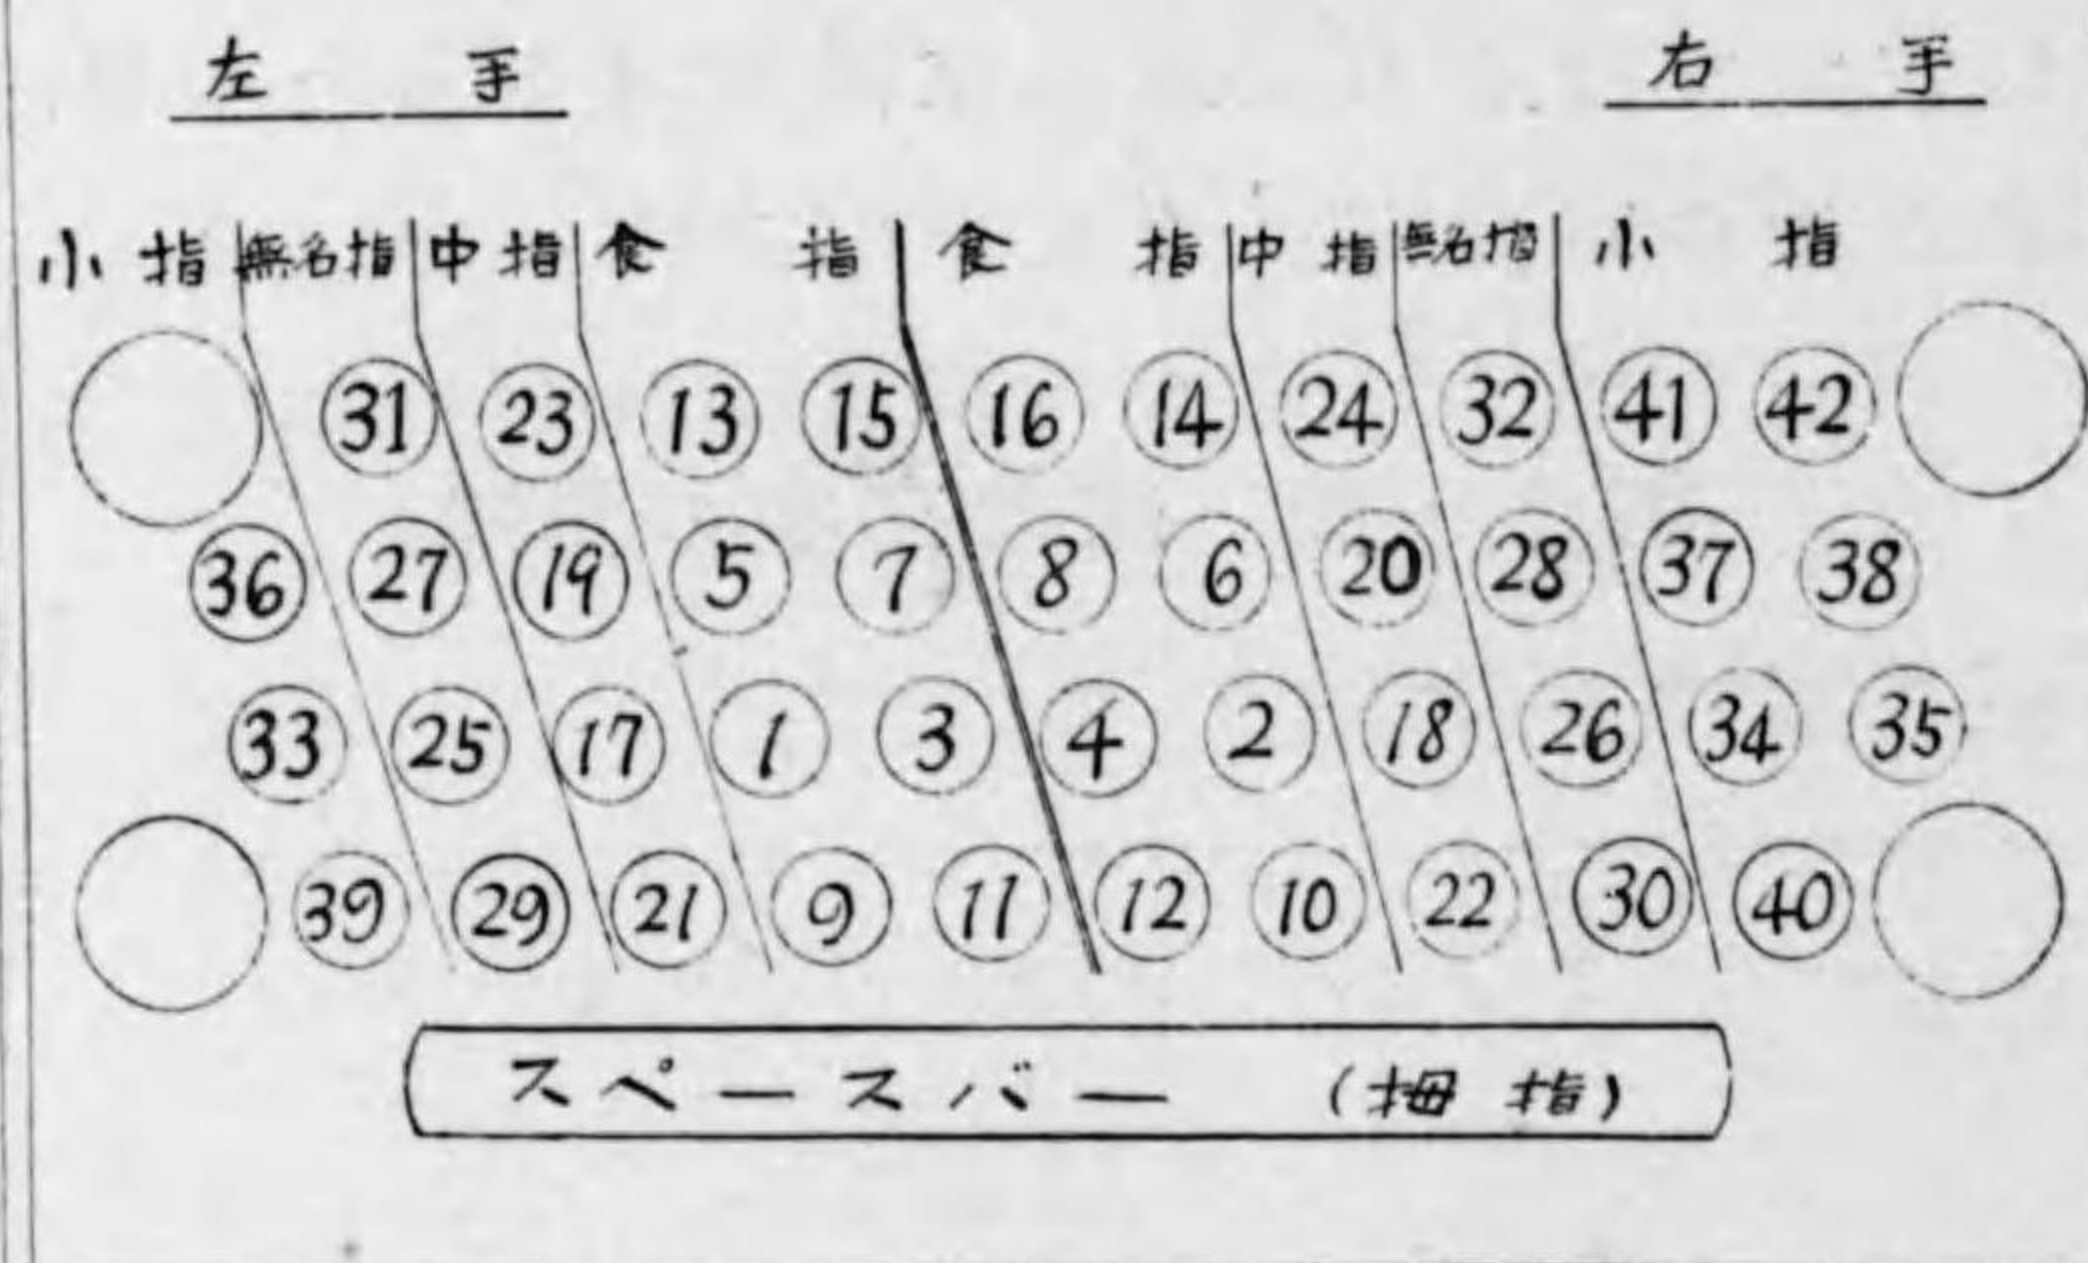 左手 右手
小指 無名指 中指 食指 食指 中指 無名指 小指
31 23 13 15 16 14 24 32 41 42
36 27 19 5 7 8 6 20 28 37 38
33 25 17 1 3 4 2 18 26 34 35
39 29 21 9 11 12 10 22 30 40
スペースバー (拇指)